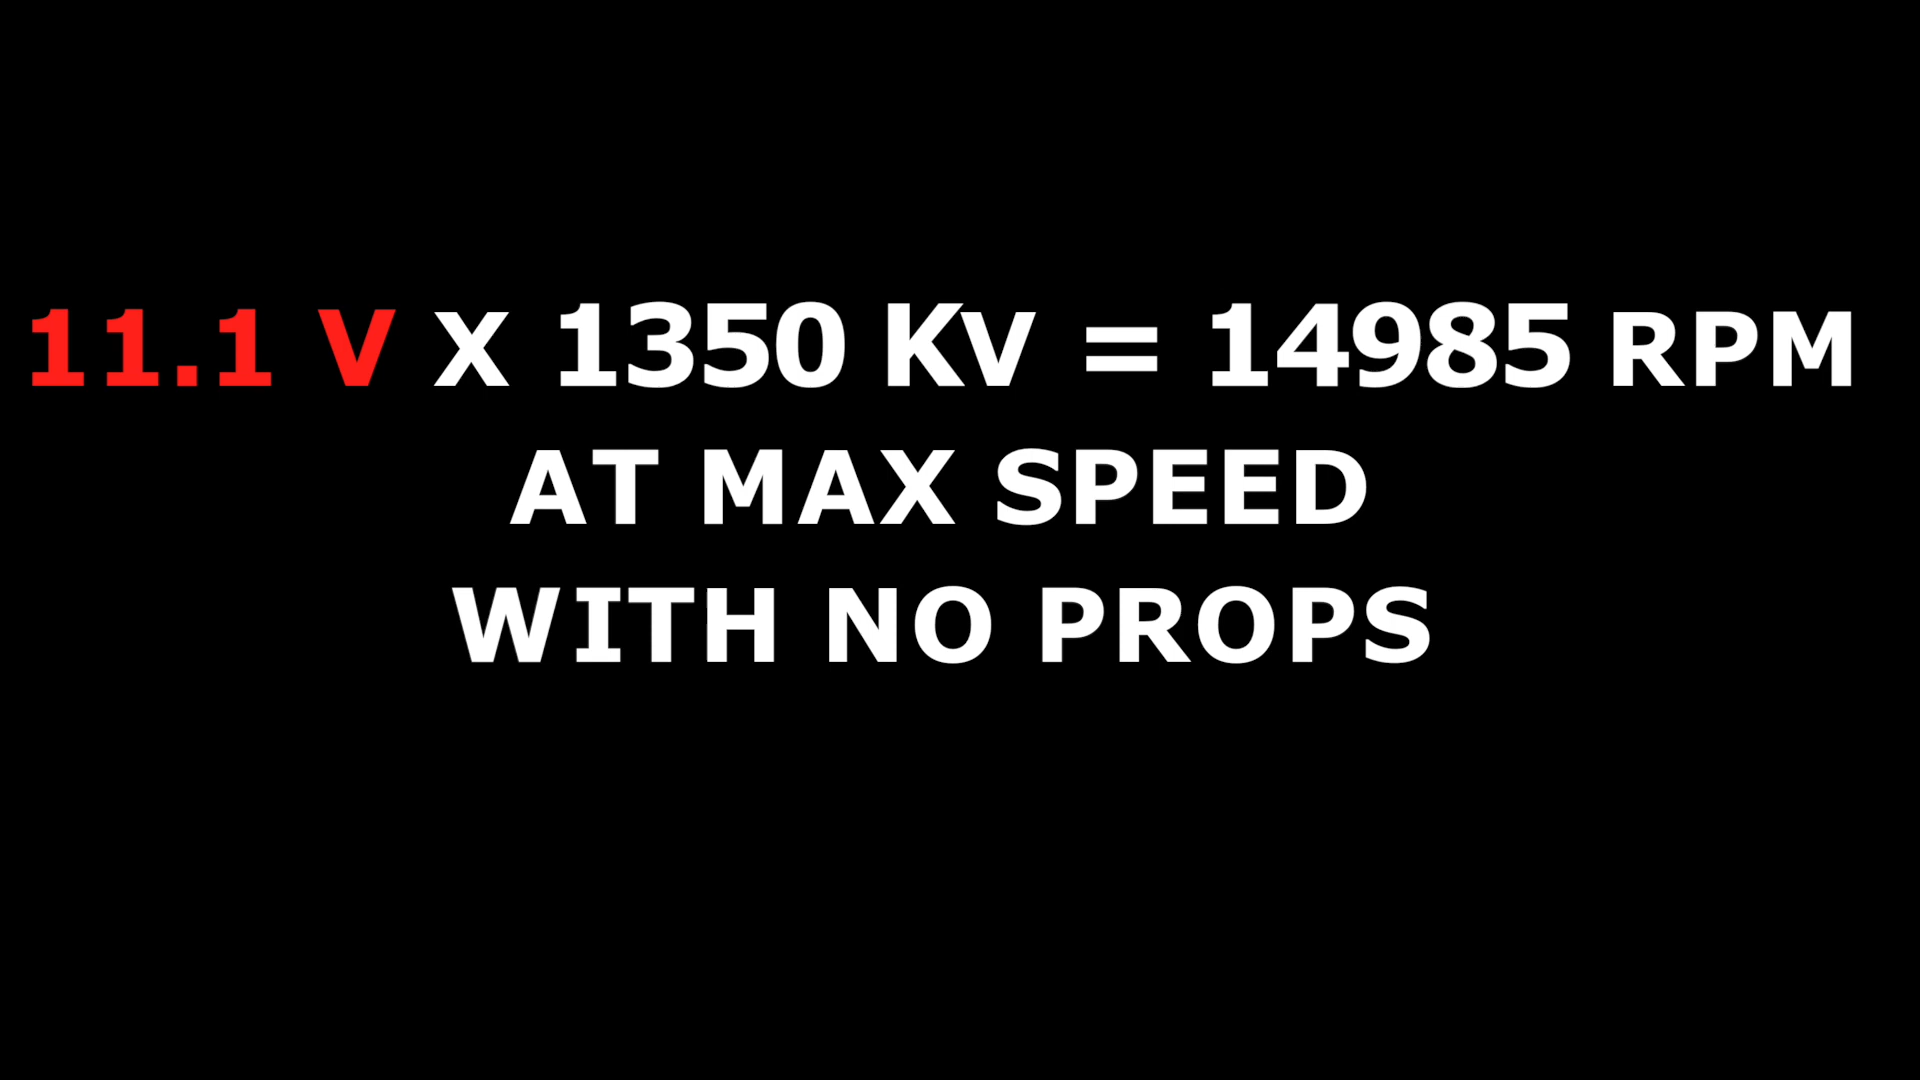 11.1 V X 1350 KV = 14985 RPM
AT MAX SPEED
WITH NO PROPS